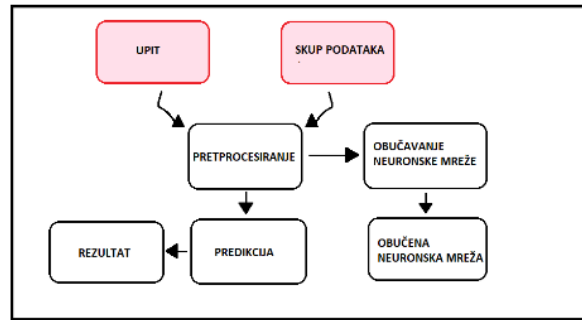 UPIT
SKUP PODATAKA
PRETPROCESIRANJE
OBUČAVANJE
NEURONSKE MREŽE
REZULTAT
PREDIKCIJA
OBUČENA
NEURONSKA MREŽA